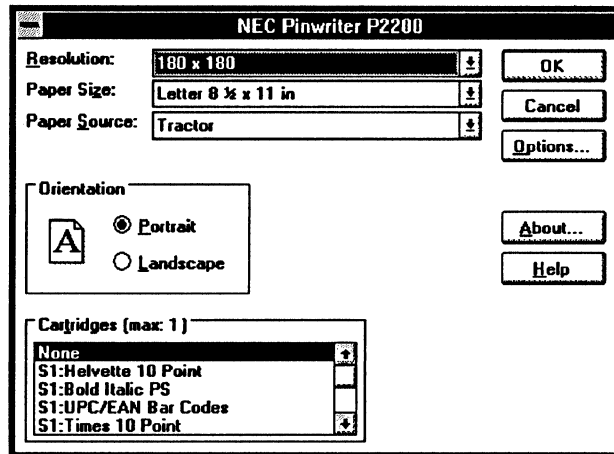 NEC Pinwriter P2200
Resolution: 180 x 180
OK
Paper Size: Letter 8 ½ x 11 in
Cancel
Paper Source: Tractor
Options...
Orientation
A
Portrait
About...
Landscape
Help
Cartridges (max: 1)
None
S1:Helvette 10 Point
S1:Bold Italic PS
S1:UPC/EAN Bar Codes
S1:Times 10 Point